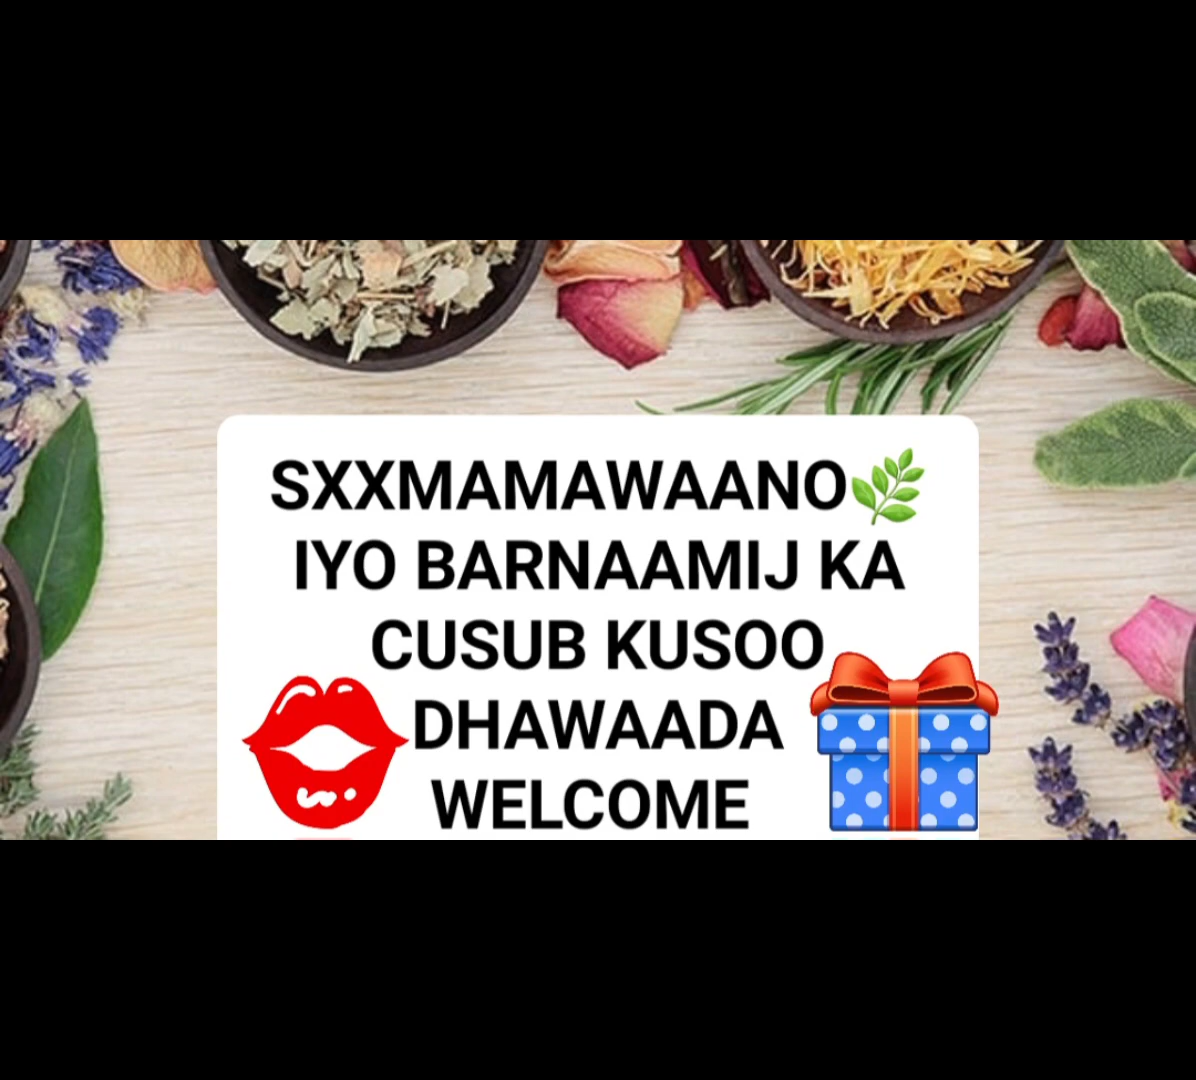 SXXMAMAWAANO🌿
IYO BARNAAMIJ KA
CUSUB KUSOO
DHAWAADA
WELCOME